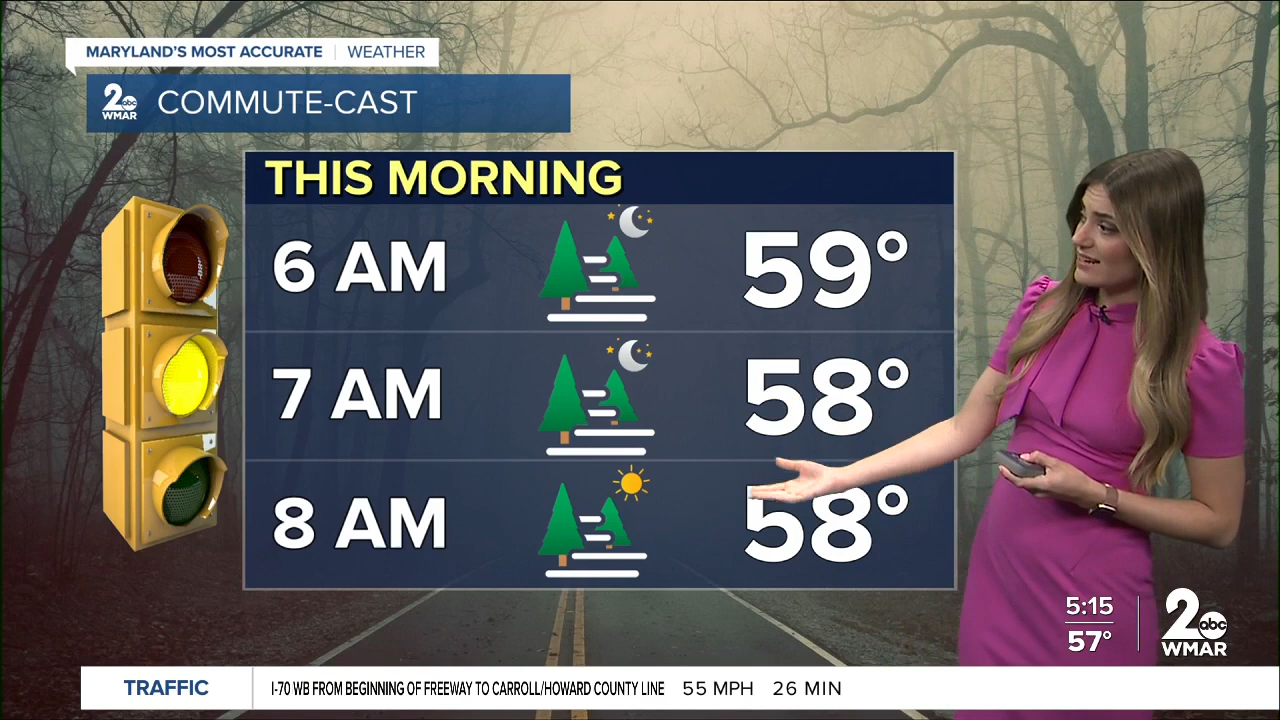 MARYLAND'S MOST ACCURATE | WEATHER
2 abc WMAR COMMUTE-CAST
THIS MORNING
6 AM 59°
7 AM 58°
8 AM 58°
5:15
57°
2 abc
WMAR
TRAFFIC I-70 WB FROM BEGINNING OF FREEWAY TO CARROLL/HOWARD COUNTY LINE 55 MPH 26 MIN